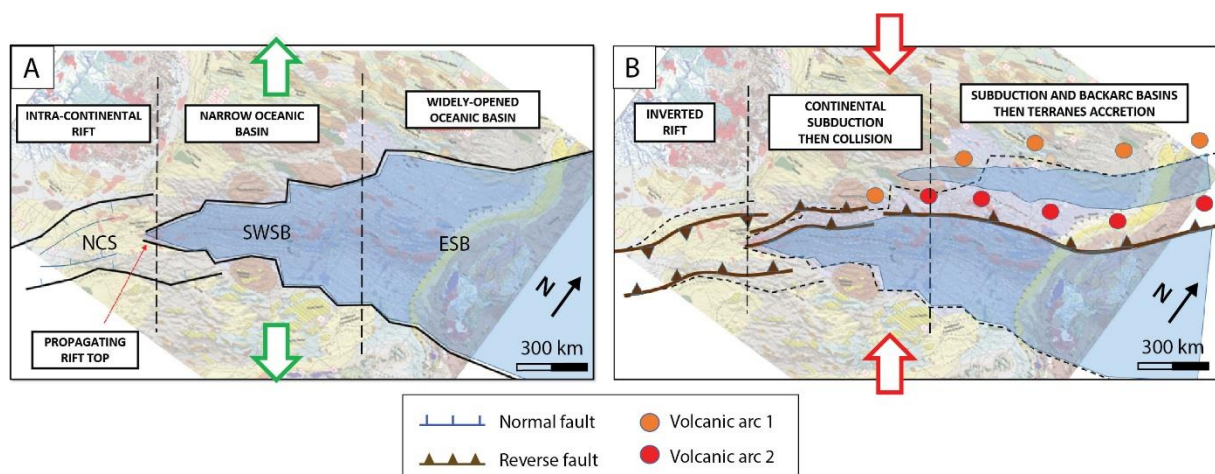 A
INTRA-CONTINENTAL
RIFT
NARROW OCEANIC
BASIN
WIDELY-OPENED
OCEANIC BASIN
NCS
SWSB
ESB
PROPAGATING
RIFT TOP
N
300 km
B
INVERTED
RIFT
CONTINENTAL
SUBDUCTION
THEN COLLISION
SUBDUCTION AND BACKARC BASINS
THEN TERRANES ACCRETION
N
300 km
Normal fault
Volcanic arc 1
Reverse fault
Volcanic arc 2